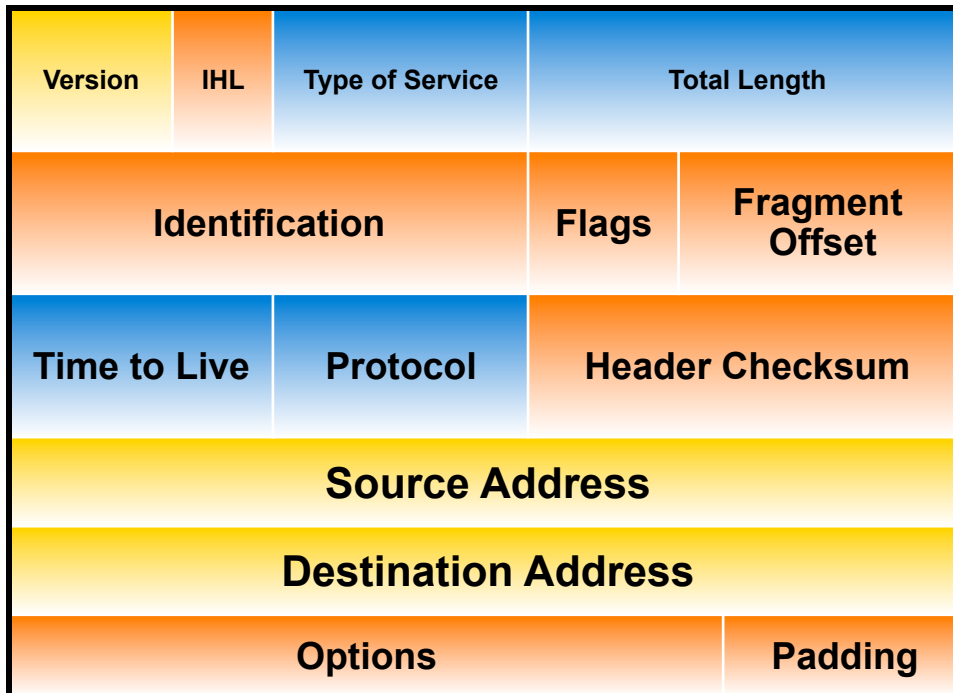 Version IHL Type of Service Total Length
Identification Flags Fragment
Offset
Time to Live Protocol Header Checksum
Source Address
Destination Address
Options Padding